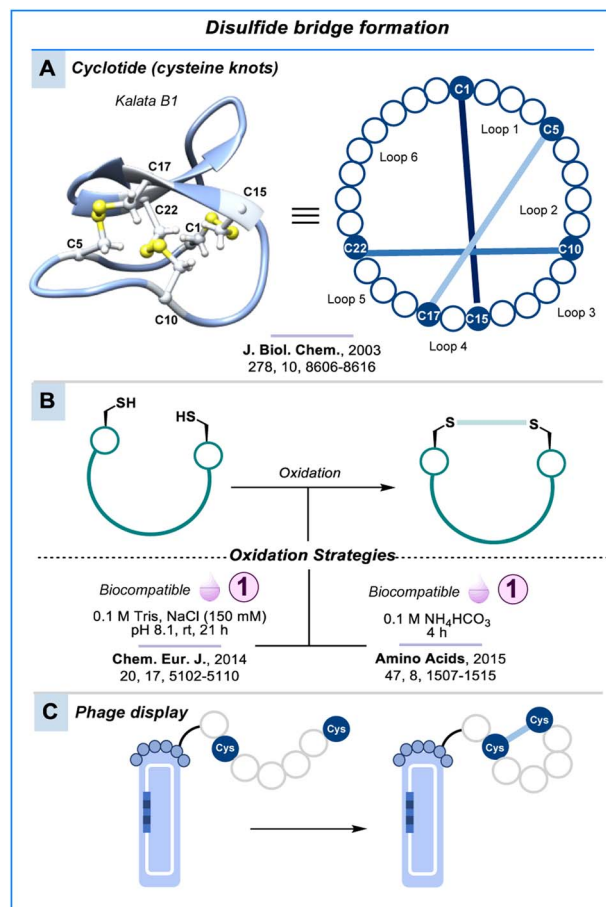 Disulfide bridge formation
A
Cyclotide (cysteine knots)
Kalata B1
C17
C22
C15
C1
C5
C10
C1
C5
C10
C15
C17
C22
Loop 1
Loop 2
Loop 3
Loop 4
Loop 5
Loop 6
J. Biol. Chem., 2003
278, 10, 8606-8616
B
SH
HS
Oxidation
S
S
Oxidation Strategies
Biocompatible
1
0.1 M Tris, NaCl (150 mM)
pH 8.1, rt, 21 h
Chem. Eur. J., 2014
20, 17, 5102-5110
Biocompatible
1
0.1 M NH₄HCO₃
4 h
Amino Acids, 2015
47, 8, 1507-1515
C
Phage display
Cys
Cys
Cys
Cys